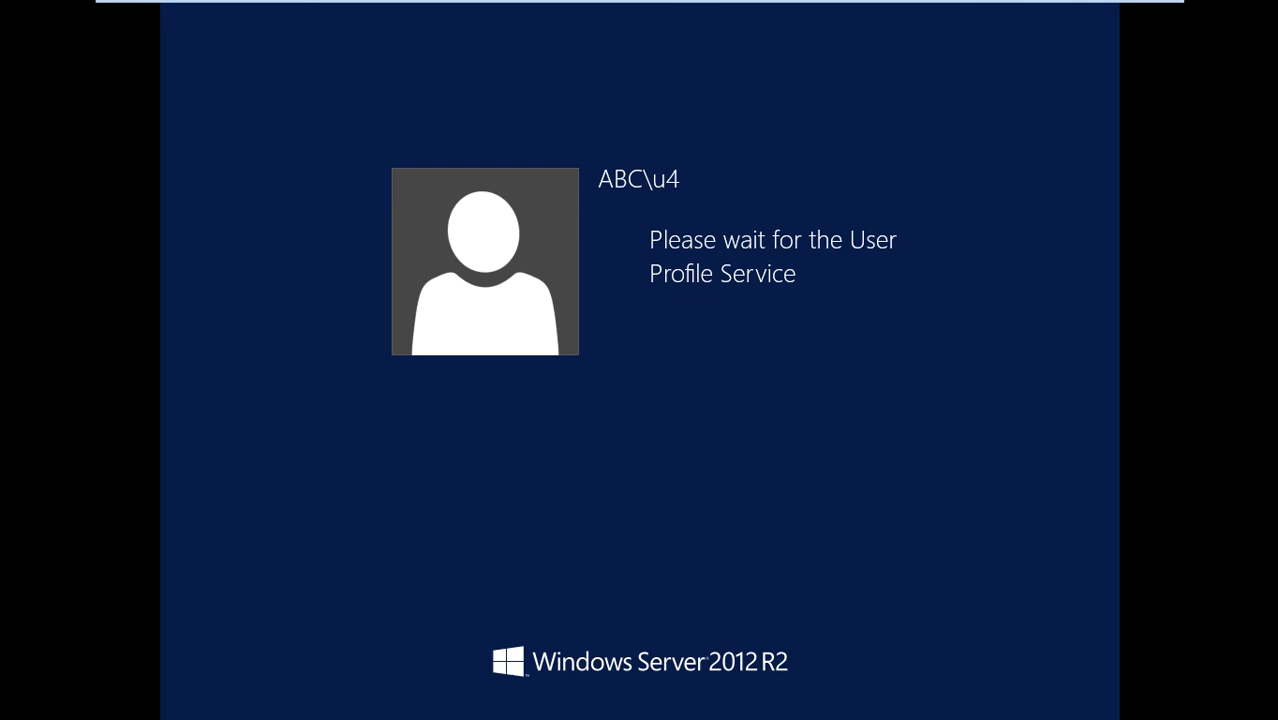 ABC\u4
Please wait for the User
Profile Service
Windows Server 2012 R2